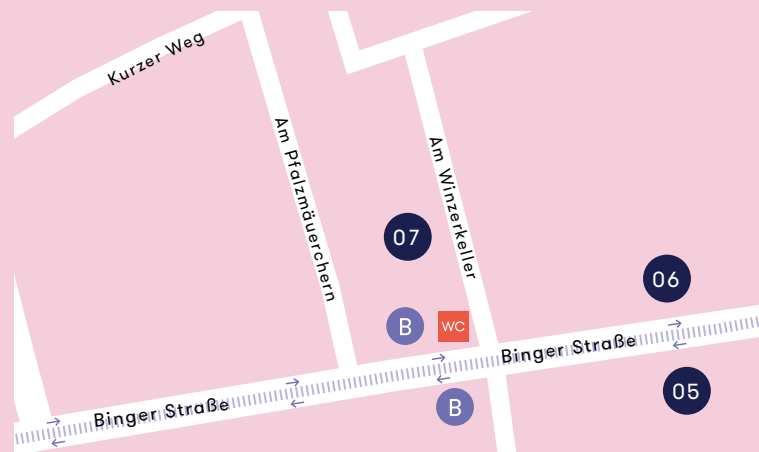 Kurzer Weg
Am Pfalzmäuerchern
Am Winzerkeller
07
06
B
WC
Binger Straße
05
Binger Straße
B